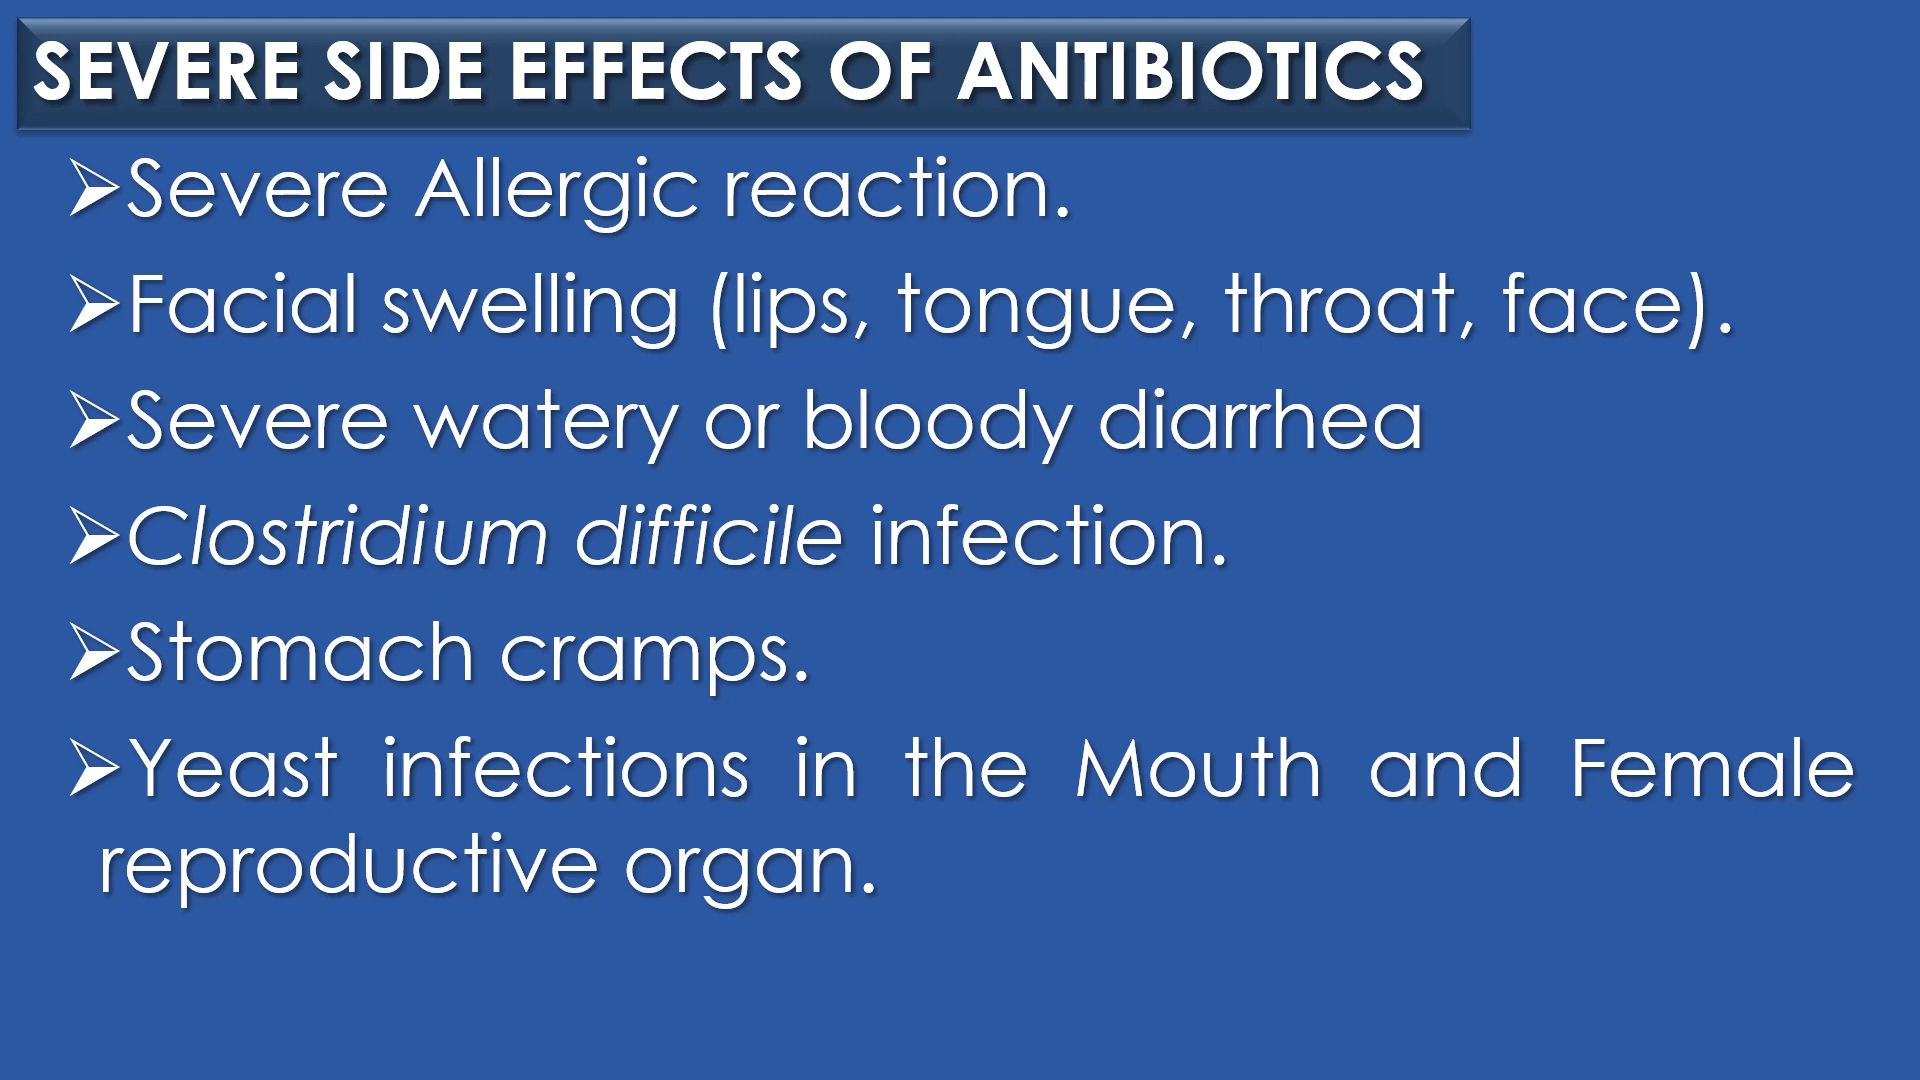 SEVERE SIDE EFFECTS OF ANTIBIOTICS
➢Severe Allergic reaction.
➢Facial swelling (lips, tongue, throat, face).
➢Severe watery or bloody diarrhea
➢Clostridium difficile infection.
➢Stomach cramps.
➢Yeast infections in the Mouth and Female
reproductive organ.